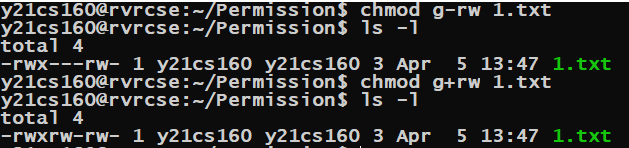 y21cs160@rvrcse:~/Permission$ chmod g-rw 1.txt
y21cs160@rvrcse:~/Permission$ ls -l
total 4
-rwx---rw- 1 y21cs160 y21cs160 3 Apr  5 13:47 1.txt
y21cs160@rvrcse:~/Permission$ chmod g+rw 1.txt
y21cs160@rvrcse:~/Permission$ ls -l
total 4
-rwxrw-rw- 1 y21cs160 y21cs160 3 Apr  5 13:47 1.txt